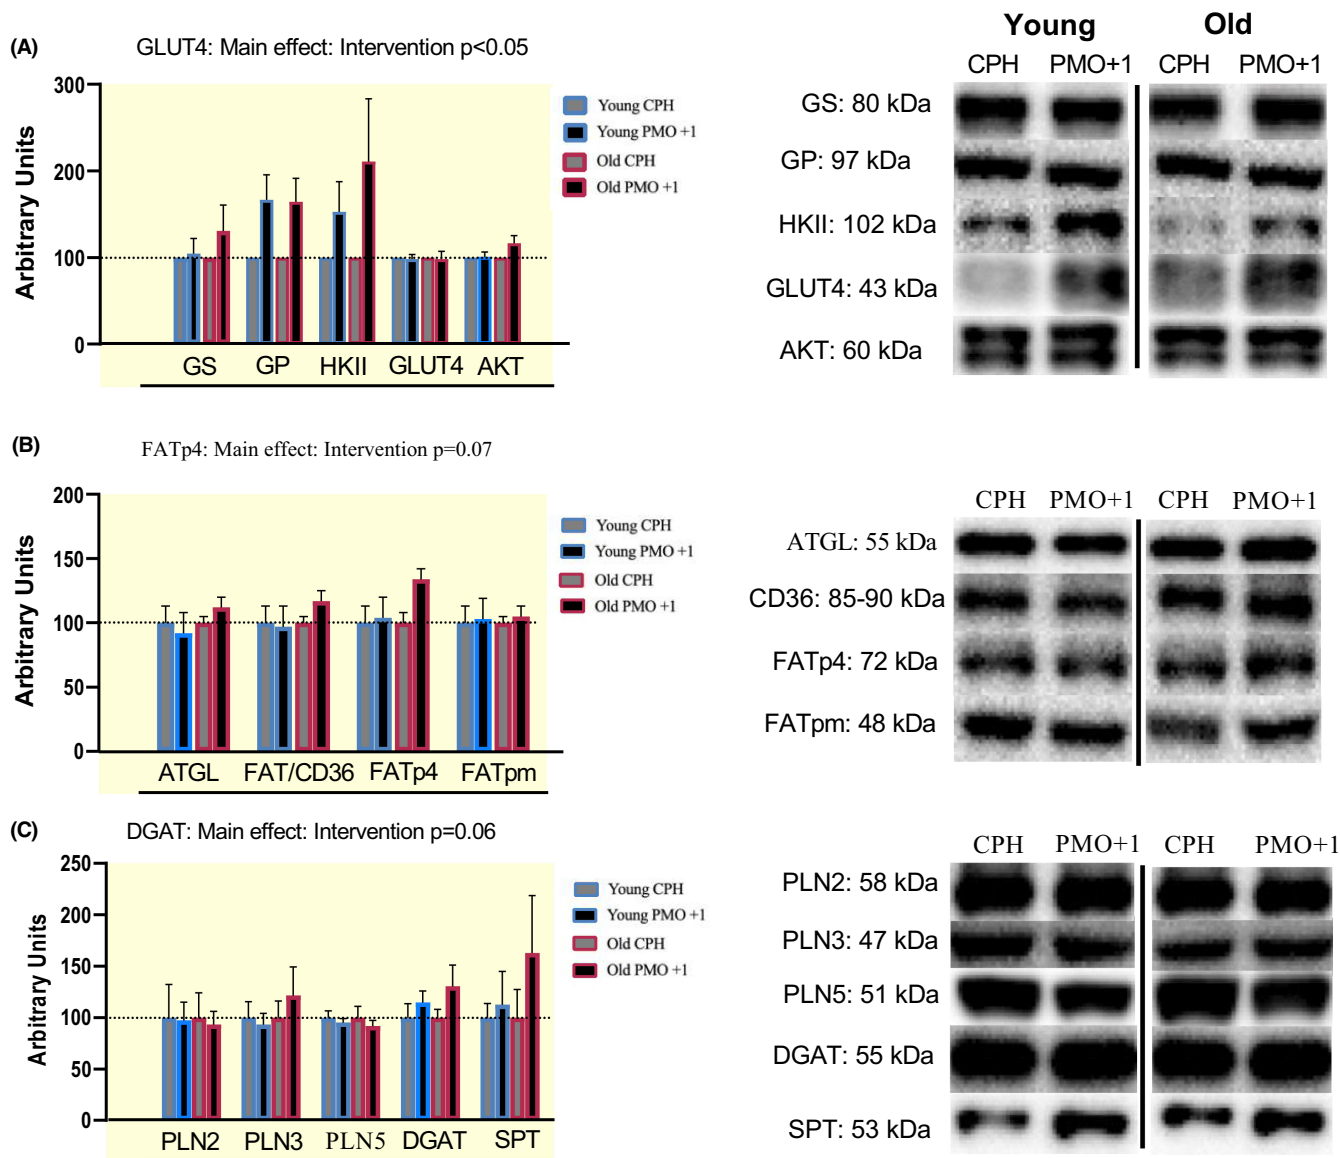 (A)
GLUT4: Main effect: Intervention p<0.05
300
200
100
0
Arbitrary Units
GS GP HKII GLUT4 AKT
Young CPH
Young PMO +1
Old CPH
Old PMO +1
Young Old
CPH PMO+1 CPH PMO+1
GS: 80 kDa
GP: 97 kDa
HKII: 102 kDa
GLUT4: 43 kDa
AKT: 60 kDa
(B)
FATp4: Main effect: Intervention p=0.07
200
150
100
50
0
Arbitrary Units
ATGL FAT/CD36 FATp4 FATpm
Young CPH
Young PMO +1
Old CPH
Old PMO +1
CPH PMO+1 CPH PMO+1
ATGL: 55 kDa
CD36: 85-90 kDa
FATp4: 72 kDa
FATpm: 48 kDa
(C)
DGAT: Main effect: Intervention p=0.06
250
200
150
100
50
0
Arbitrary Units
PLN2 PLN3 PLN5 DGAT SPT
Young CPH
Young PMO +1
Old CPH
Old PMO +1
CPH PMO+1 CPH PMO+1
PLN2: 58 kDa
PLN3: 47 kDa
PLN5: 51 kDa
DGAT: 55 kDa
SPT: 53 kDa